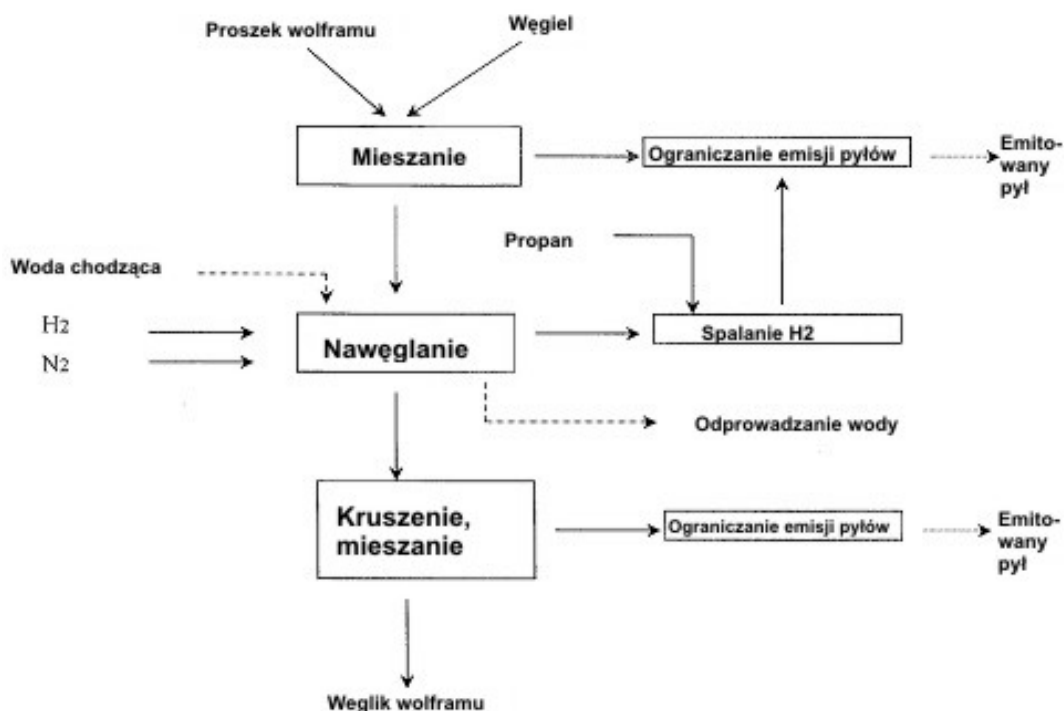 Proszek wolframu
Węgiel
Mieszanie
Ograniczanie emisji pyłów
Emito-
wany
pył
Propan
Woda chodząca
H2
N2
Nawęglanie
Spalanie H2
Odprowadzanie wody
Kruszenie,
mieszanie
Ograniczanie emisji pyłów
Emito-
wany
pył
Weglik wolframu